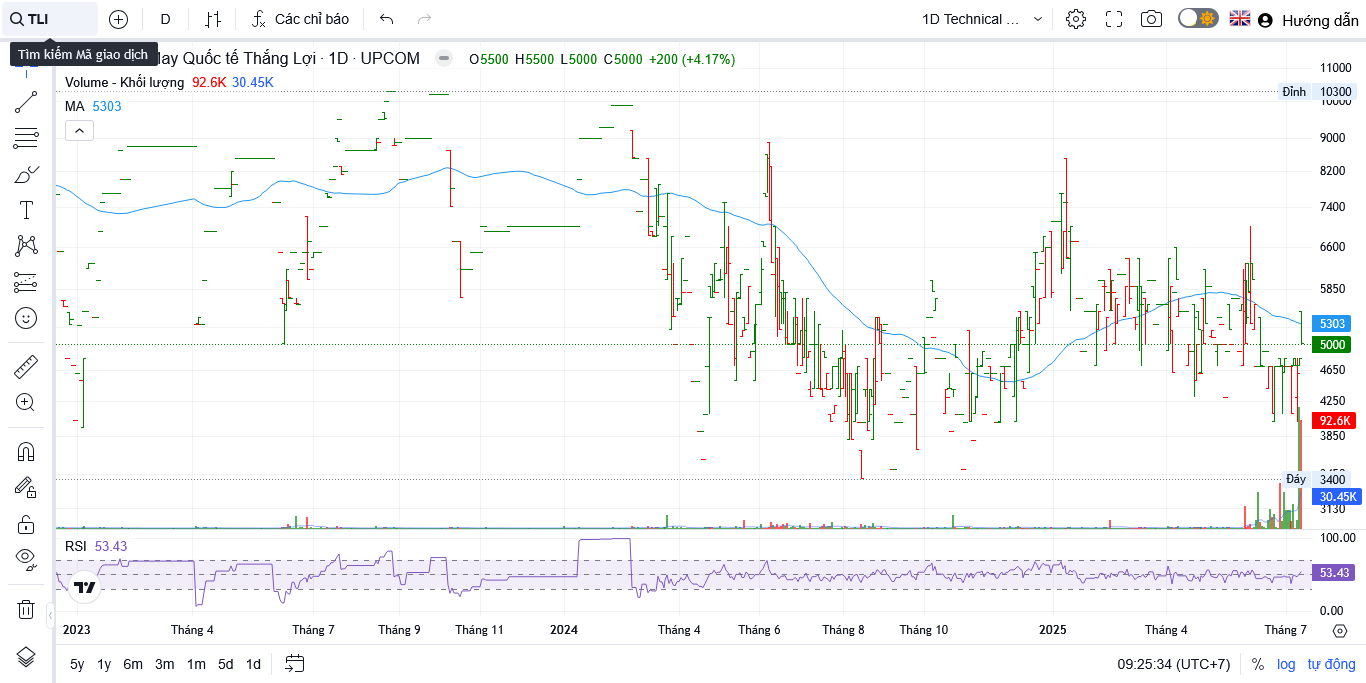 TLI
D
Các chỉ báo
1D Technical ...
Hướng dẫn
Tìm kiếm Mã giao dịch
May Quốc tế Thắng Lợi · 1D · UPCOM
O5500 H5500 L5000 C5000 +200 (+4.17%)
Volume - Khối lượng 92.6K 30.45K
MA 5303
11000
Đỉnh 10300
10000
9000
8200
7400
6600
5850
5303
5000
4650
4250
92.6K
3850
Đáy 3400
30.45K
3130
RSI 53.43
100.00
53.43
0.00
2023 Tháng 4 Tháng 7 Tháng 9 Tháng 11 2024 Tháng 4 Tháng 6 Tháng 8 Tháng 10 2025 Tháng 4 Tháng 7
5y 1y 6m 3m 1m 5d 1d
09:25:34 (UTC+7) % log tự động